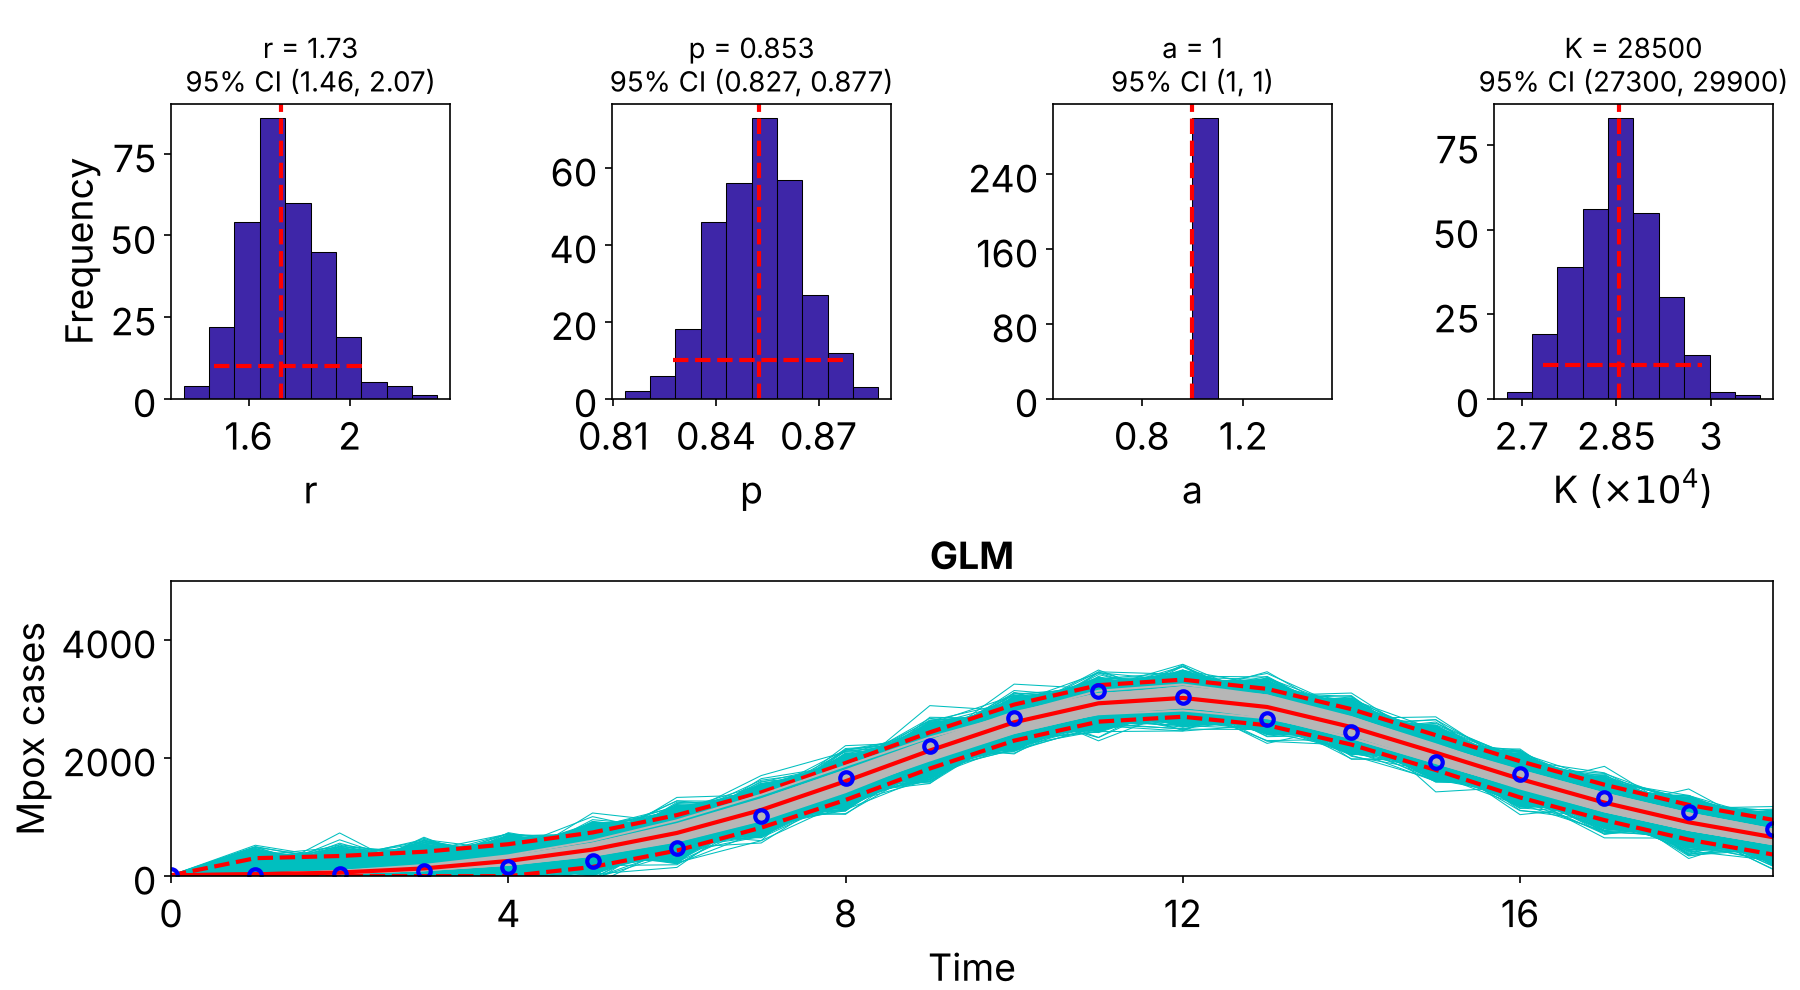 r = 1.73
95% CI (1.46, 2.07)
p = 0.853
95% CI (0.827, 0.877)
a = 1
95% CI (1, 1)
K = 28500
95% CI (27300, 29900)
Frequency
75
50
25
0
1.6
2
r
60
40
20
0
0.81
0.84
0.87
p
240
160
80
0
0.8
1.2
a
75
50
25
0
2.7
2.85
3
K (×10⁴)
GLM
Mpox cases
4000
2000
0
0
4
8
12
16
Time